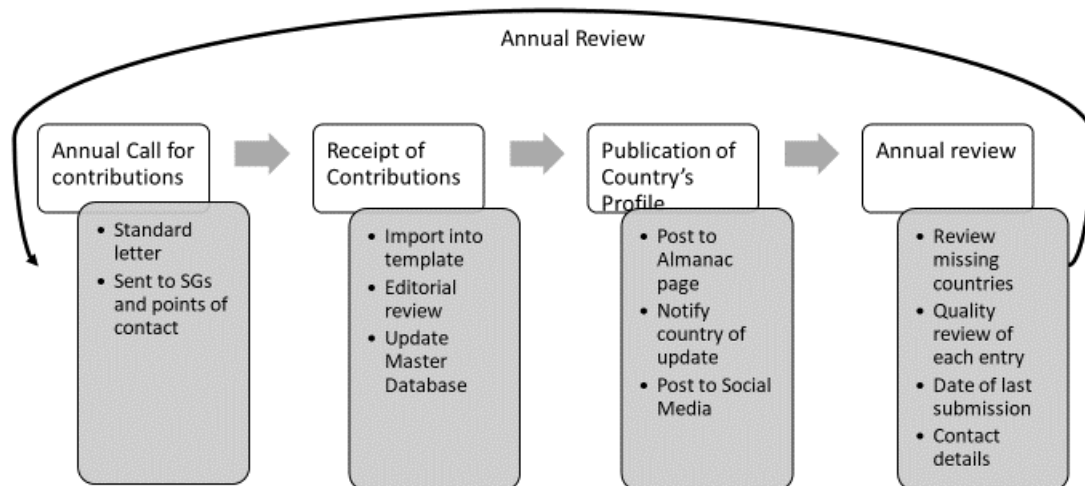 Annual Review
Annual Call for
contributions
• Standard
letter
• Sent to SGs
and points of
contact
Receipt of
Contributions
• Import into
template
• Editorial
review
• Update
Master
Database
Publication of
Country's
Profile
• Post to
Almanac
page
• Notify
country of
update
• Post to Social
Media
Annual review
• Review
missing
countries
• Quality
review of
each entry
• Date of last
submission
• Contact
details